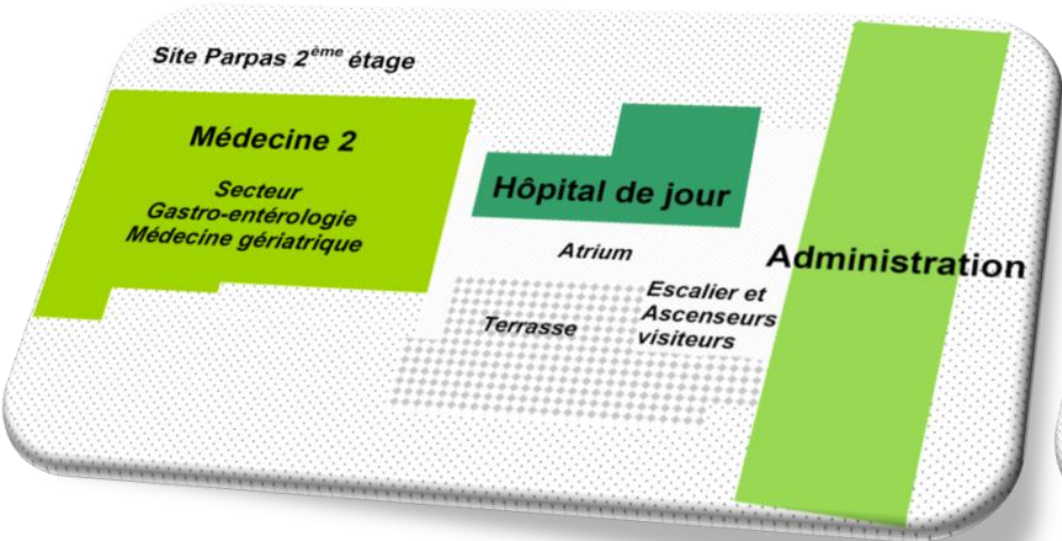 Site Parpas 2ème étage
Médecine 2
Secteur
Gastro-entérologie
Médecine gériatrique
Hôpital de jour
Atrium
Terrasse
Escalier et
Ascenseurs
visiteurs
Administration